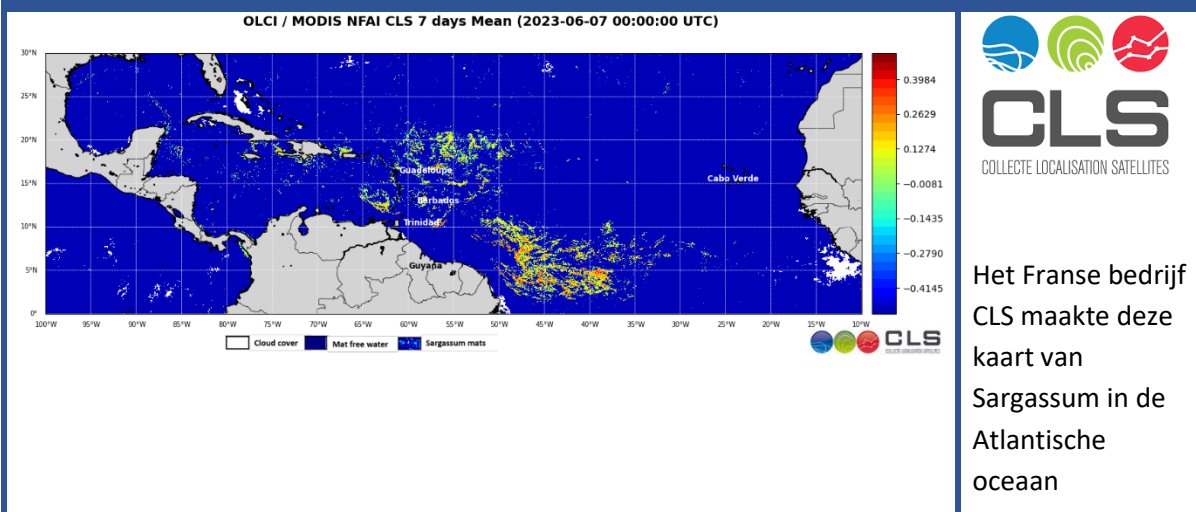 OLCI / MODIS NFAI CLS 7 days Mean (2023-06-07 00:00:00 UTC)
30°N
25°N
20°N
15°N
10°N
5°N
0°
100°W 95°W 90°W 85°W 80°W 75°W 70°W 65°W 60°W 55°W 50°W 45°W 40°W 35°W 30°W 25°W 20°W 15°W 10°W
Guadeloupe
Barbados
Trinidad
Guyana
Cabo Verde
0.3984
0.2629
0.1274
−0.0081
−0.1435
−0.2790
−0.4145
Cloud cover Mat free water Sargassum mats
CLS
CLS
COLLECTE LOCALISATION SATELLITES
Het Franse bedrijf
CLS maakte deze
kaart van
Sargassum in de
Atlantische
oceaan